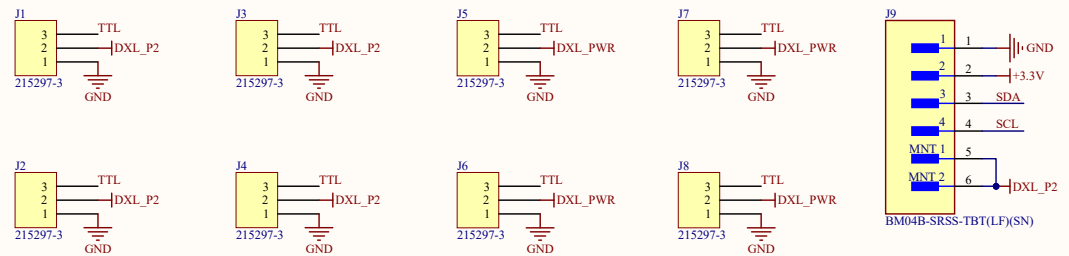 J1
3
TTL
2
DXL_P2
1
215297-3
GND
J3
3
TTL
2
DXL_P2
1
215297-3
GND
J5
3
TTL
2
DXL_PWR
1
215297-3
GND
J7
3
TTL
2
DXL_PWR
1
215297-3
GND
J9
1 1 GND
2 2 +3.3V
3 3 SDA
4 4 SCL
MNT 1 5
MNT 2 6 DXL_P2
BM04B-SRSS-TBT(LF)(SN)
J2
3
TTL
2
DXL_P2
1
215297-3
GND
J4
3
TTL
2
DXL_P2
1
215297-3
GND
J6
3
TTL
2
DXL_PWR
1
215297-3
GND
J8
3
TTL
2
DXL_PWR
1
215297-3
GND